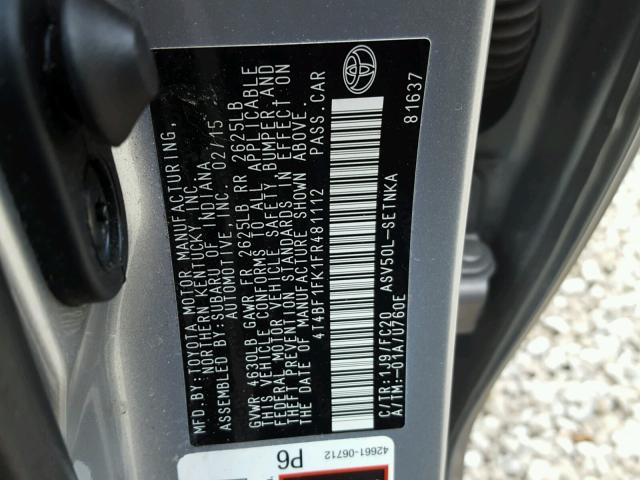 MFD.BY:TOYOTA MOTOR MANUFACTURING,
NORTHERN KENTUCKY INC
ASSEMBLED BY:SUBARU OF INDIANA
AUTOMOTIVE, INC. 02/15
GVWR 4630LB GAWR FR 2625LB RR 2625LB
THIS VEHICLE CONFORMS TO ALL APPLICABLE
FEDERAL MOTOR VEHICLE SAFETY, BUMPER AND
THEFT PREVENTION STANDARDS IN EFFECT ON
THE DATE OF MANUFACTURE SHOWN ABOVE.
4T4BF1FK1FR481112 PASS.CAR
C/TR:1J9/FC20 ASV50L-SETNKA
A/TM:-01A/U760E 81637
42661-06712
P6